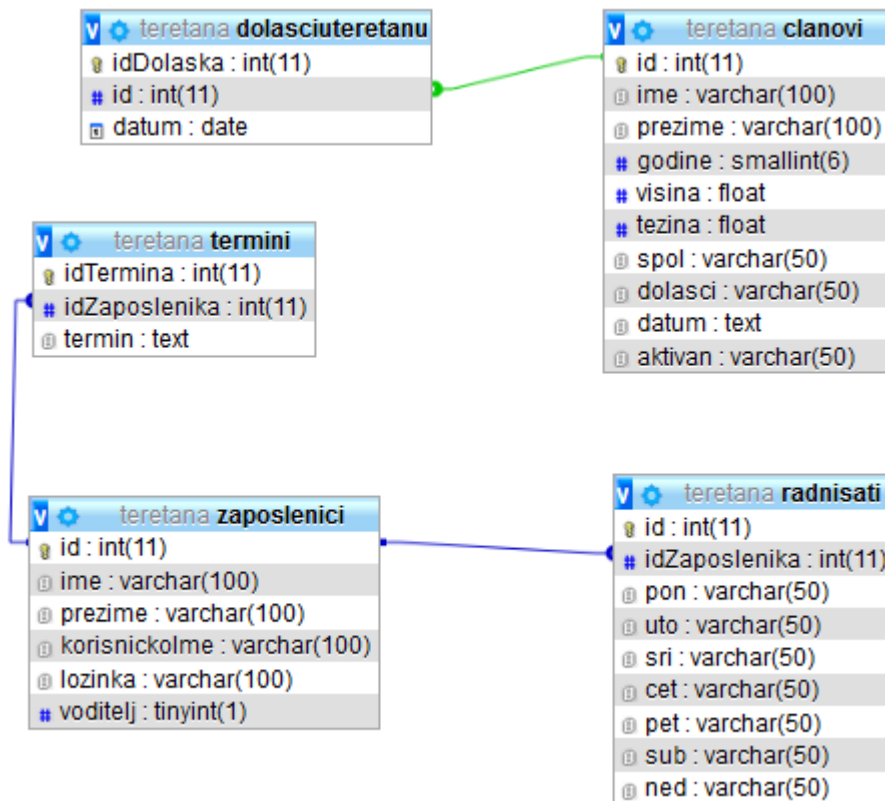 teretana dolasciuteretanu
idDolaska : int(11)
id : int(11)
datum : date
teretana clanovi
id : int(11)
ime : varchar(100)
prezime : varchar(100)
godine : smallint(6)
visina : float
tezina : float
spol : varchar(50)
dolasci : varchar(50)
datum : text
aktivan : varchar(50)
teretana termini
idTermina : int(11)
idZaposlenika : int(11)
termin : text
teretana zaposlenici
id : int(11)
ime : varchar(100)
prezime : varchar(100)
korisnickoIme : varchar(100)
lozinka : varchar(100)
voditelj : tinyint(1)
teretana radnisati
id : int(11)
idZaposlenika : int(11)
pon : varchar(50)
uto : varchar(50)
sri : varchar(50)
cet : varchar(50)
pet : varchar(50)
sub : varchar(50)
ned : varchar(50)